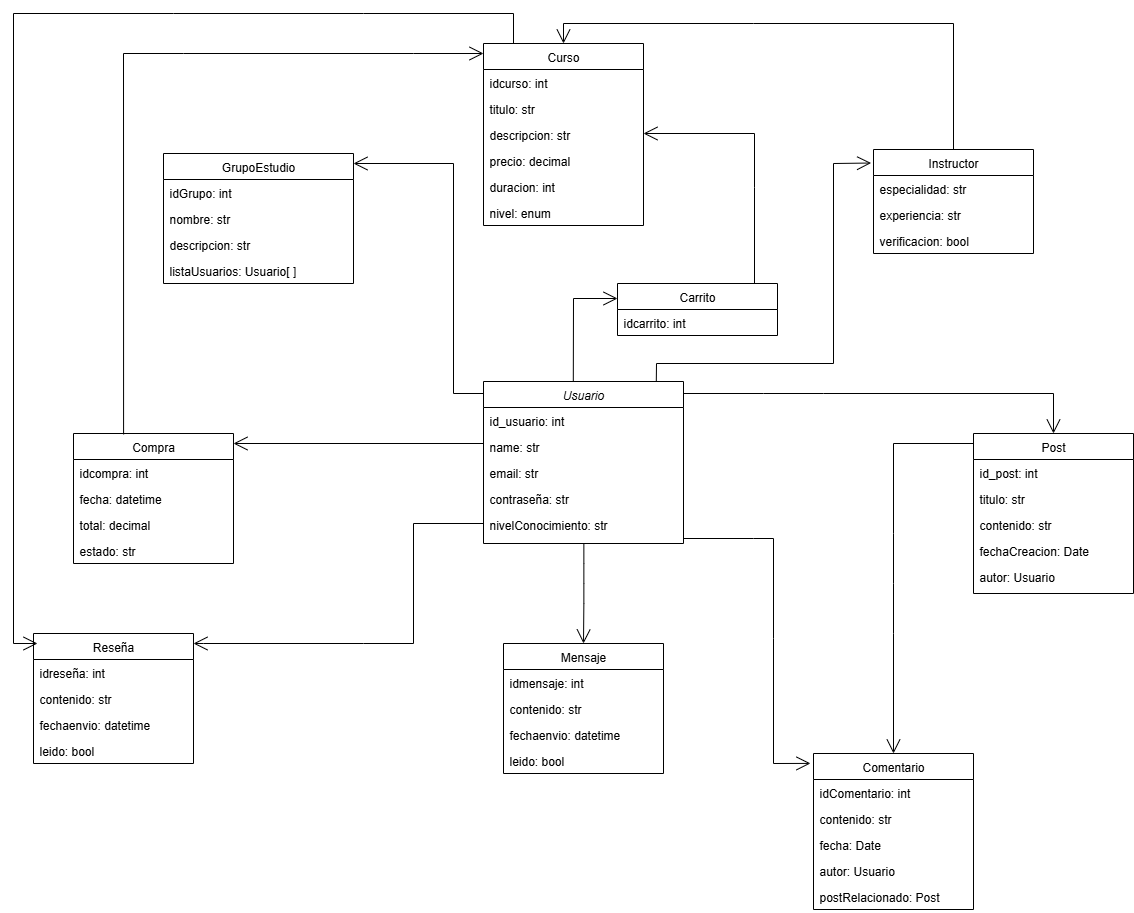 Curso
idcurso: int
titulo: str
descripcion: str
precio: decimal
duracion: int
nivel: enum
GrupoEstudio
idGrupo: int
nombre: str
descripcion: str
listaUsuarios: Usuario[ ]
Instructor
especialidad: str
experiencia: str
verificacion: bool
Carrito
idcarrito: int
Usuario
id_usuario: int
name: str
email: str
contraseña: str
nivelConocimiento: str
Compra
idcompra: int
fecha: datetime
total: decimal
estado: str
Post
id_post: int
titulo: str
contenido: str
fechaCreacion: Date
autor: Usuario
Reseña
idreseña: int
contenido: str
fechaenvio: datetime
leido: bool
Mensaje
idmensaje: int
contenido: str
fechaenvio: datetime
leido: bool
Comentario
idComentario: int
contenido: str
fecha: Date
autor: Usuario
postRelacionado: Post